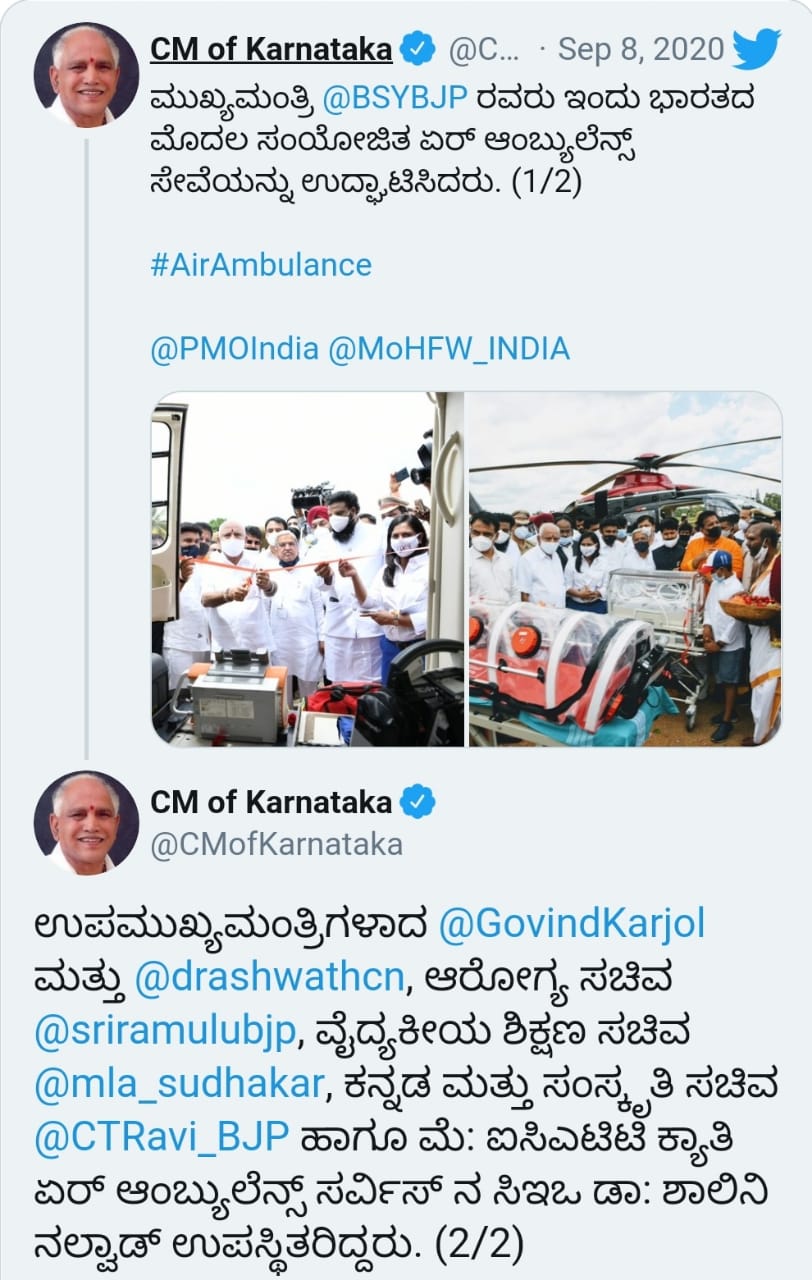 CM of Karnataka @C... · Sep 8, 2020
ಮುಖ್ಯಮಂತ್ರಿ @BSYBJP ರವರು ಇಂದು ಭಾರತದ
ಮೊದಲ ಸಂಯೋಜಿತ ಏರ್ ಆಂಬ್ಯುಲೆನ್ಸ್
ಸೇವೆಯನ್ನು ಉದ್ಘಾಟಿಸಿದರು. (1/2)
#AirAmbulance
@PMOIndia @MoHFW_INDIA
CM of Karnataka
@CMofKarnataka
ಉಪಮುಖ್ಯಮಂತ್ರಿಗಳಾದ @GovindKarjol
ಮತ್ತು @drashwathcn, ಆರೋಗ್ಯ ಸಚಿವ
@sriramulubjp, ವೈದ್ಯಕೀಯ ಶಿಕ್ಷಣ ಸಚಿವ
@mla_sudhakar, ಕನ್ನಡ ಮತ್ತು ಸಂಸ್ಕೃತಿ ಸಚಿವ
@CTRavi_BJP ಹಾಗೂ ಮೆ: ಐಸಿಎಟಿಟಿ ಕ್ಯಾತಿ
ಏರ್ ಆಂಬ್ಯುಲೆನ್ಸ್ ಸರ್ವಿಸ್ ನ ಸಿಇಒ ಡಾ: ಶಾಲಿನಿ
ನಲ್ವಾಡ್ ಉಪಸ್ಥಿತರಿದ್ದರು. (2/2)